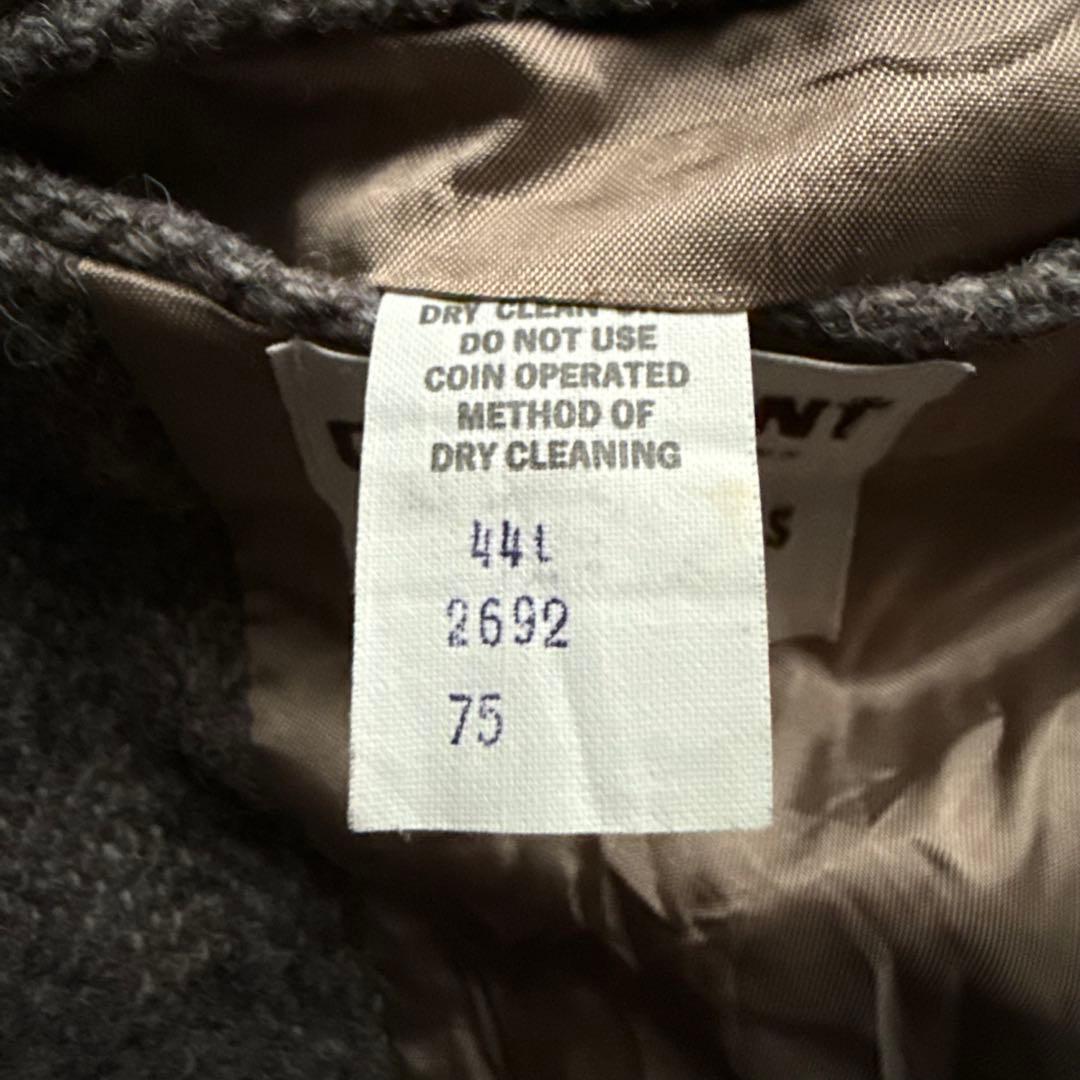 DRY CLEAN
DO NOT USE
COIN OPERATED
METHOD OF
DRY CLEANING
44L
2692
75